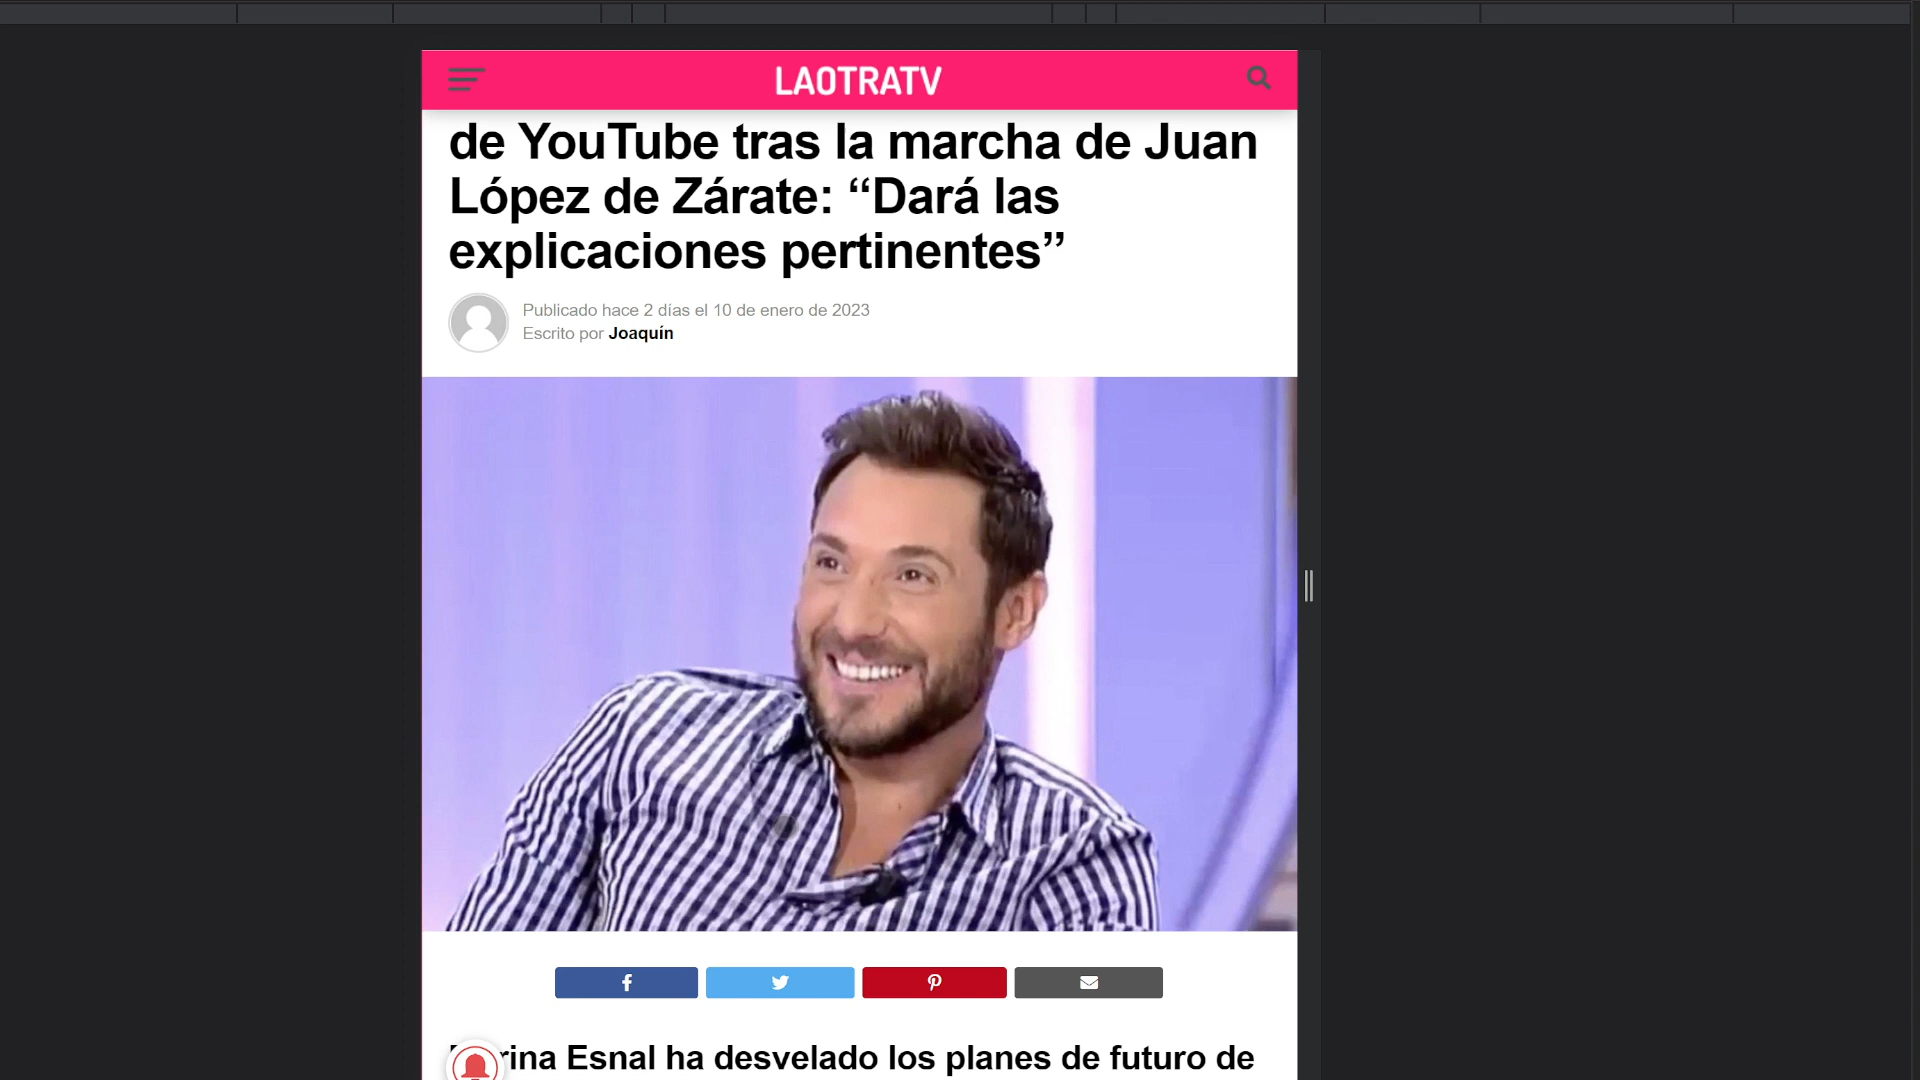 LAOTRATV
de YouTube tras la marcha de Juan
López de Zárate: “Dará las
explicaciones pertinentes”
Publicado hace 2 días el 10 de enero de 2023
Escrito por Joaquín
Esnal ha desvelado los planes de futuro de